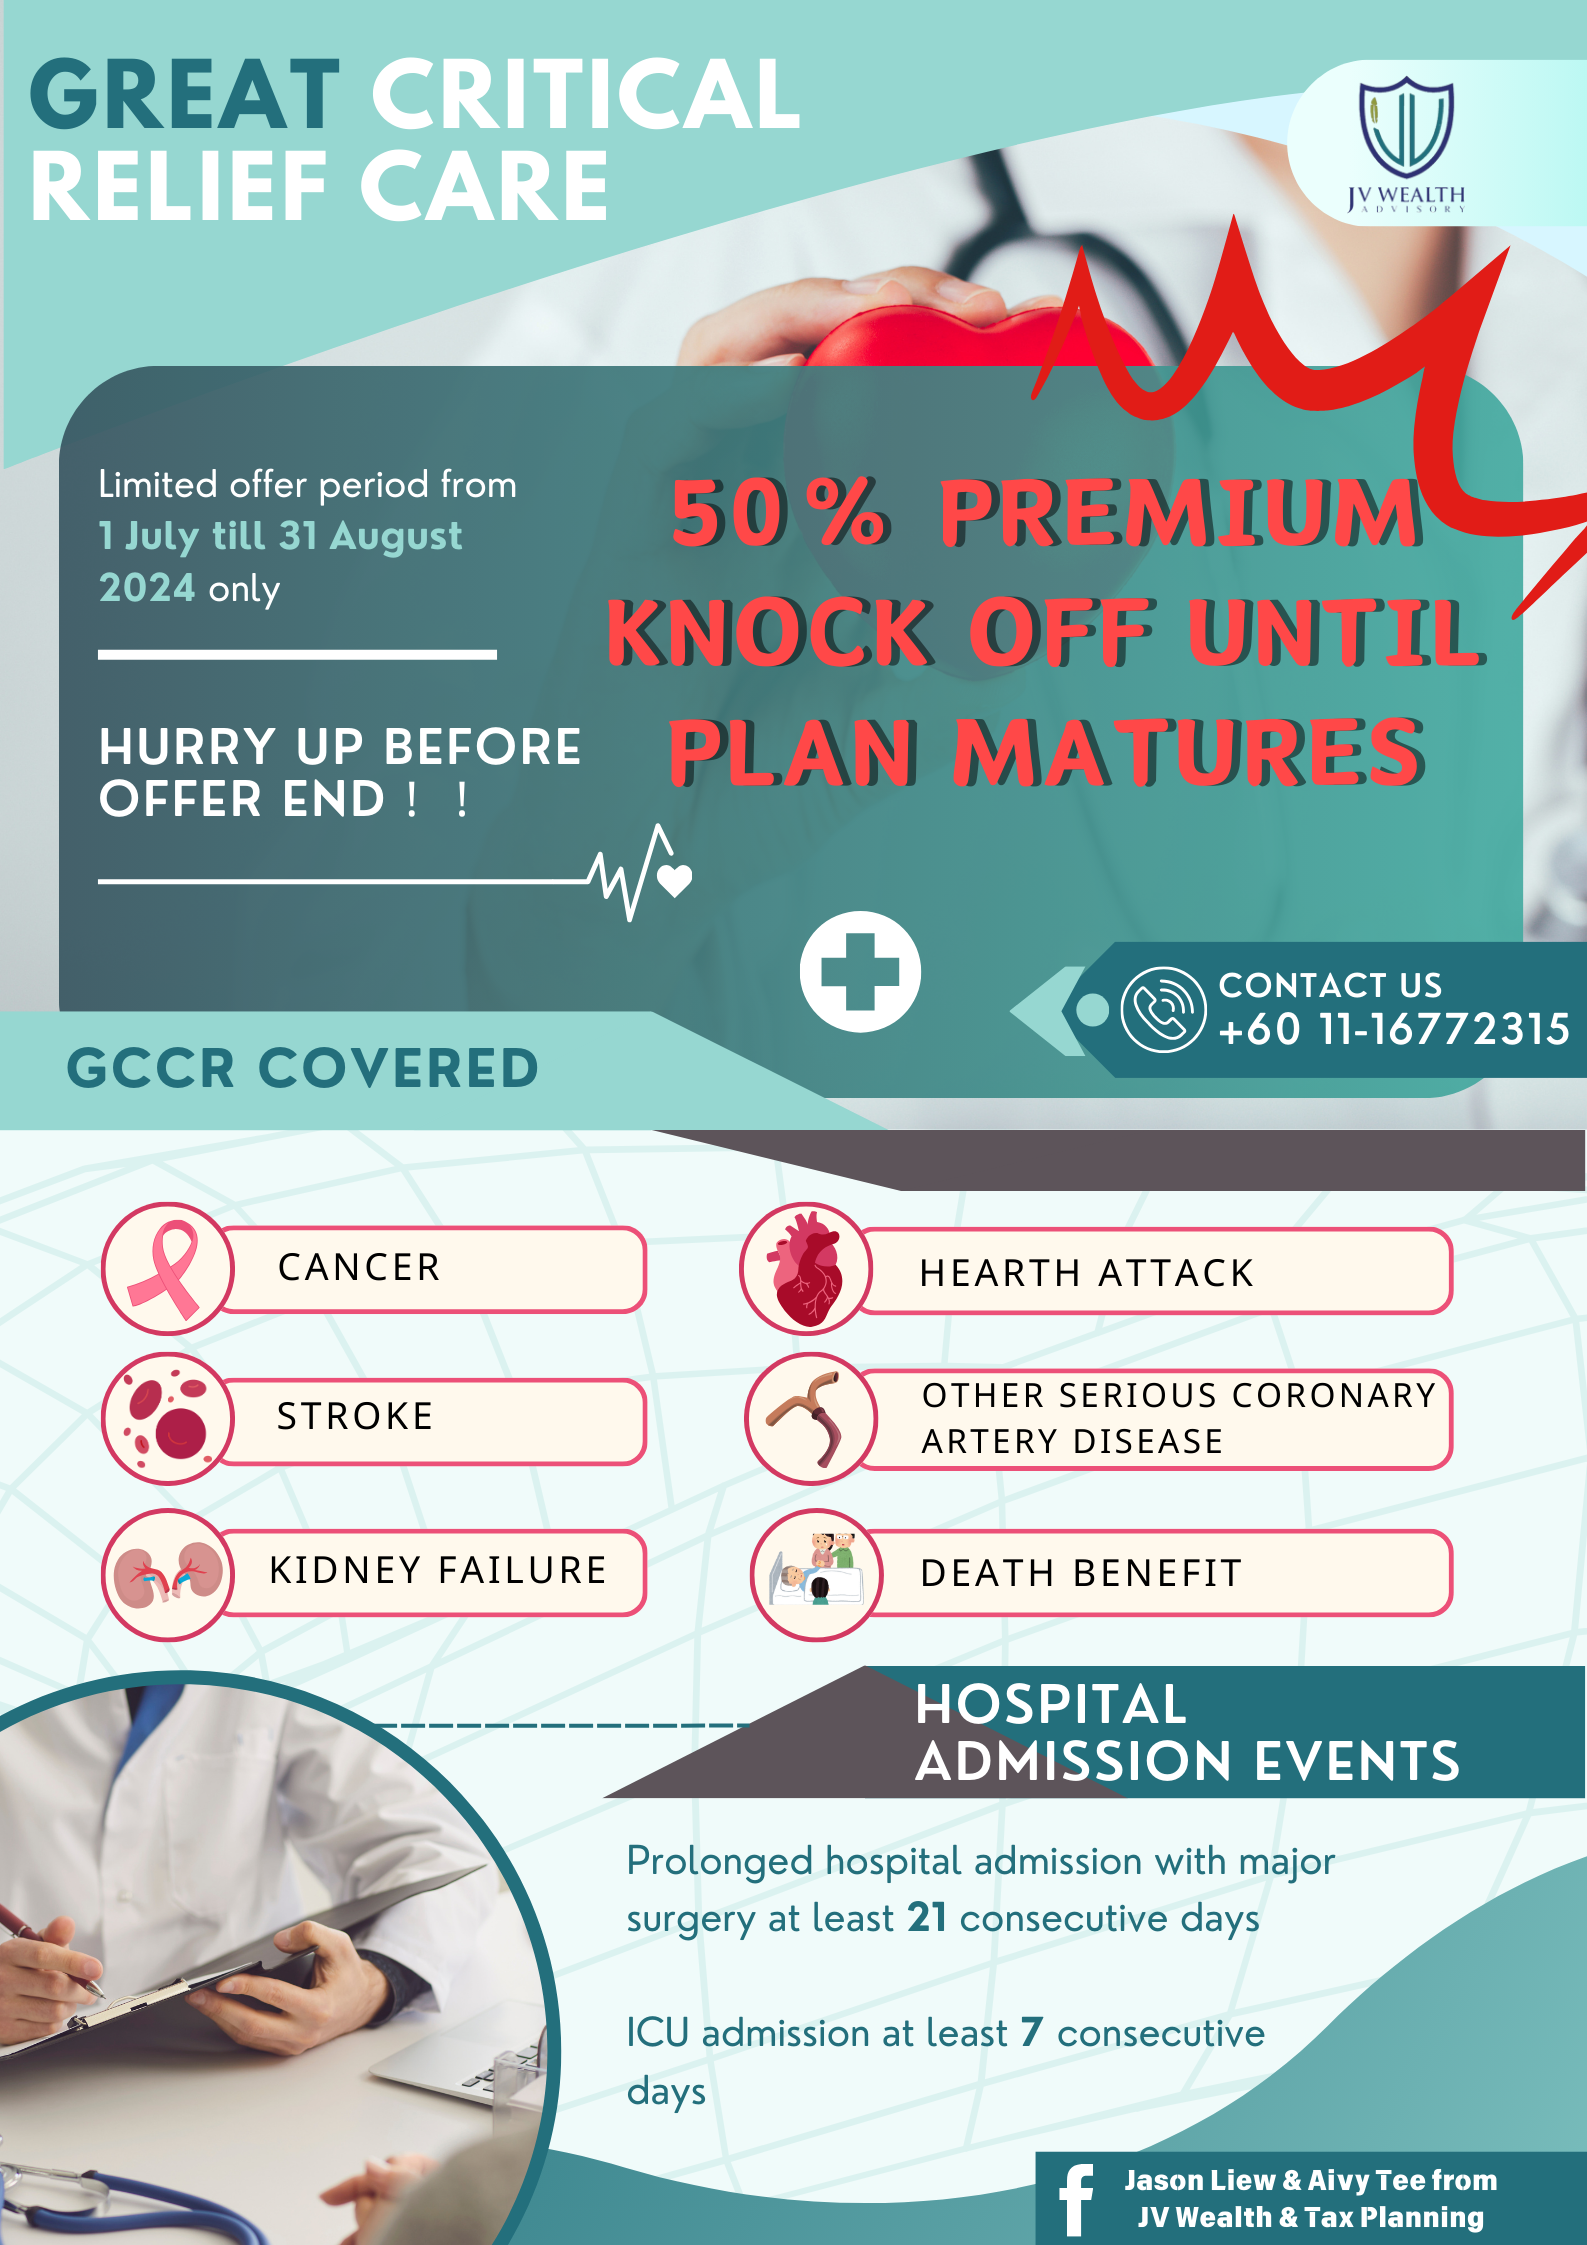 GREAT CRITICAL
RELIEF CARE
JV WEALTH
ADVISORY
Limited offer period from
1 July till 31 August
2024 only
HURRY UP BEFORE
OFFER END！！
50% PREMIUM
KNOCK OFF UNTIL
PLAN MATURES
CONTACT US
+60 11-16772315
GCCR COVERED
CANCER
HEARTH ATTACK
STROKE
OTHER SERIOUS CORONARY
ARTERY DISEASE
KIDNEY FAILURE
DEATH BENEFIT
HOSPITAL
ADMISSION EVENTS
Prolonged hospital admission with major
surgery at least 21 consecutive days
ICU admission at least 7 consecutive
days
Jason Liew & Aivy Tee from
JV Wealth & Tax Planning